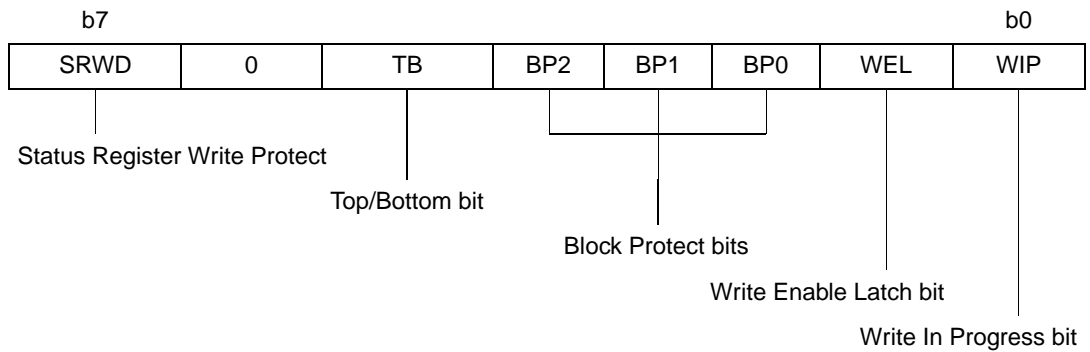 b7 b0
SRWD 0 TB BP2 BP1 BP0 WEL WIP
Status Register Write Protect
Top/Bottom bit
Block Protect bits
Write Enable Latch bit
Write In Progress bit